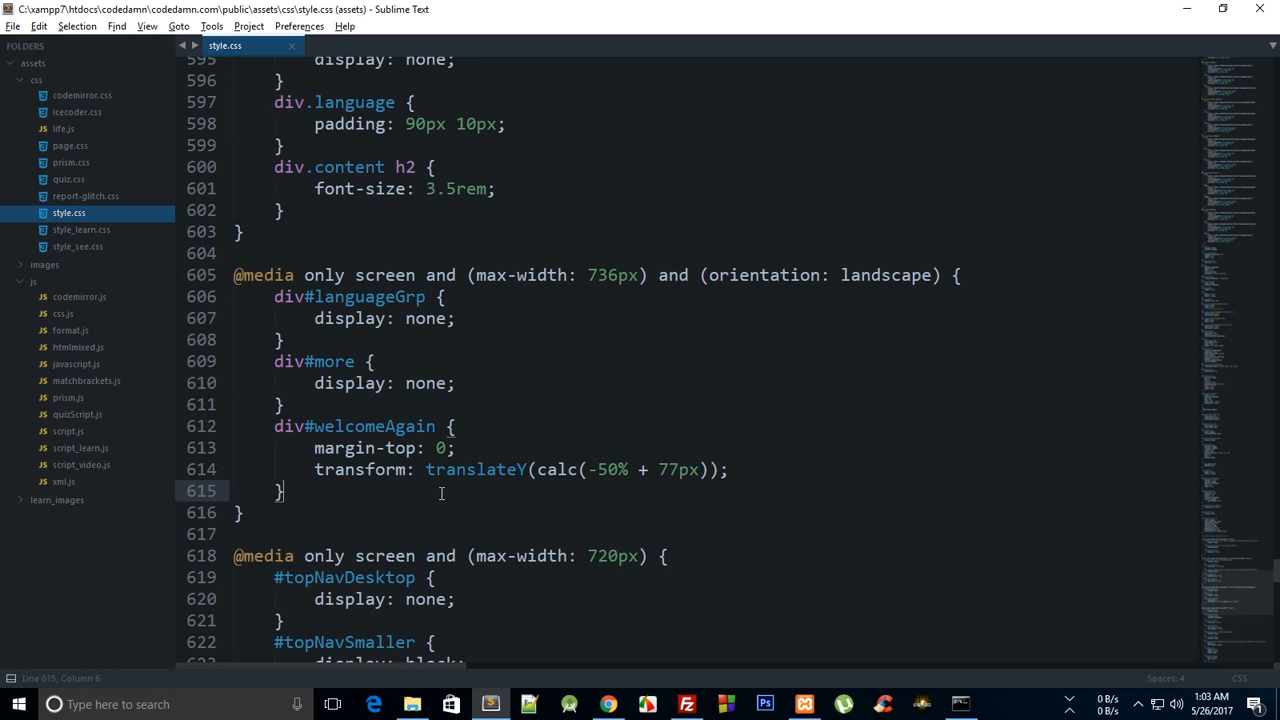 C:\xampp7\htdocs\codedamn\codedamn.com\public\assets\css\style.css (assets) - Sublime Text
File Edit Selection Find View Goto Tools Project Preferences Help
FOLDERS
assets
css
codemirror.css
icecoder.css
life.js
page.css
prism.css
quiz.css
report-glitch.css
style.css
style_learn.css
style_see.css
images
js
codemirror.js
css.js
format.js
htmlmixed.js
javascript.js
matchbrackets.js
prism.js
quizScript.js
script.js
script_learn.js
script_video.js
xml.js
learn_images
style.css
595 display: none;
596 }
597 div.language {
598 padding: 90px 10px;
599 }
600 div.content h2 {
601 font-size: 3.5rem;
602 }
603 }
604
605 @media only screen and (max-width: 736px) and (orientation: landscape) {
606 div#languageGrp {
607 display: none;
608 }
609 div#more {
610 display: none;
611 }
612 div#welcomeAgain {
613 margin-top: 0;
614 transform: translateY(calc(-50% + 77px));
615 }
616 }
617
618 @media only screen and (max-width: 720px) {
619 #topNavDesktop {
620 display: none;
621 }
622 #topNavSmaller {
623 display: block;
Line 615, Column 6
Spaces: 4
CSS
Type here to search
0 B/s
0 B/s
0 B/s
0 B/s
1:03 AM
5/26/2017